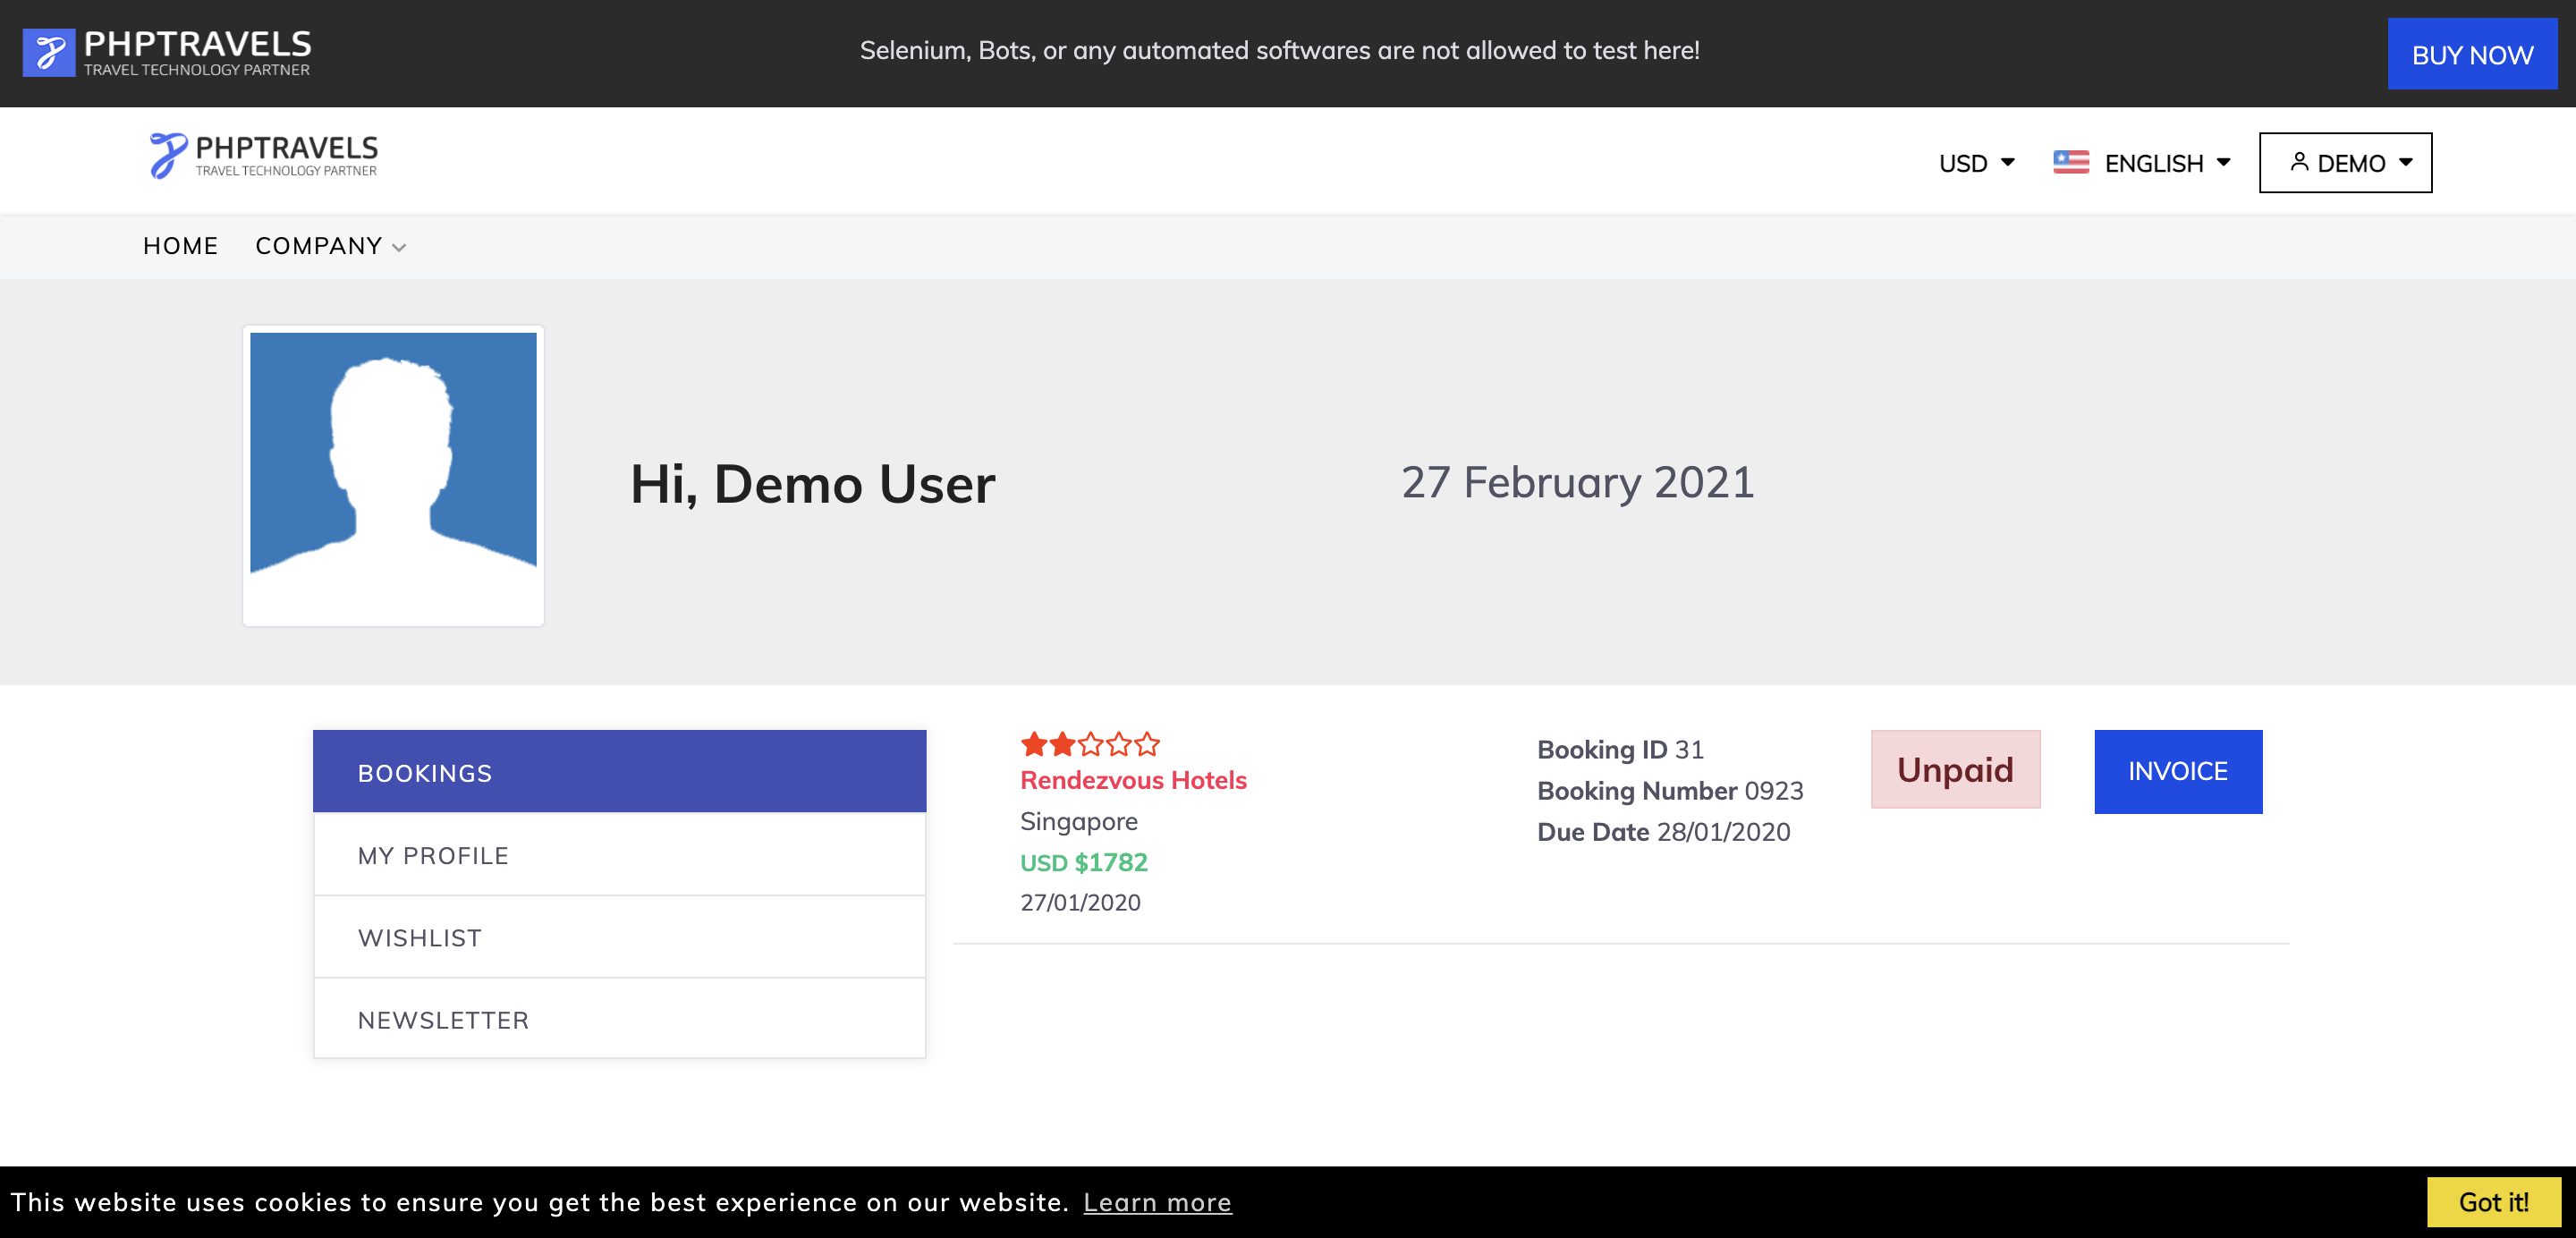 PHPTRAVELS
TRAVEL TECHNOLOGY PARTNER
Selenium, Bots, or any automated softwares are not allowed to test here!
BUY NOW
PHPTRAVELS
TRAVEL TECHNOLOGY PARTNER
USD
ENGLISH
DEMO
HOME
COMPANY
Hi, Demo User
27 February 2021
BOOKINGS
MY PROFILE
WISHLIST
NEWSLETTER
Rendezvous Hotels
Singapore
USD $1782
27/01/2020
Booking ID 31
Booking Number 0923
Due Date 28/01/2020
Unpaid
INVOICE
This website uses cookies to ensure you get the best experience on our website. Learn more
Got it!